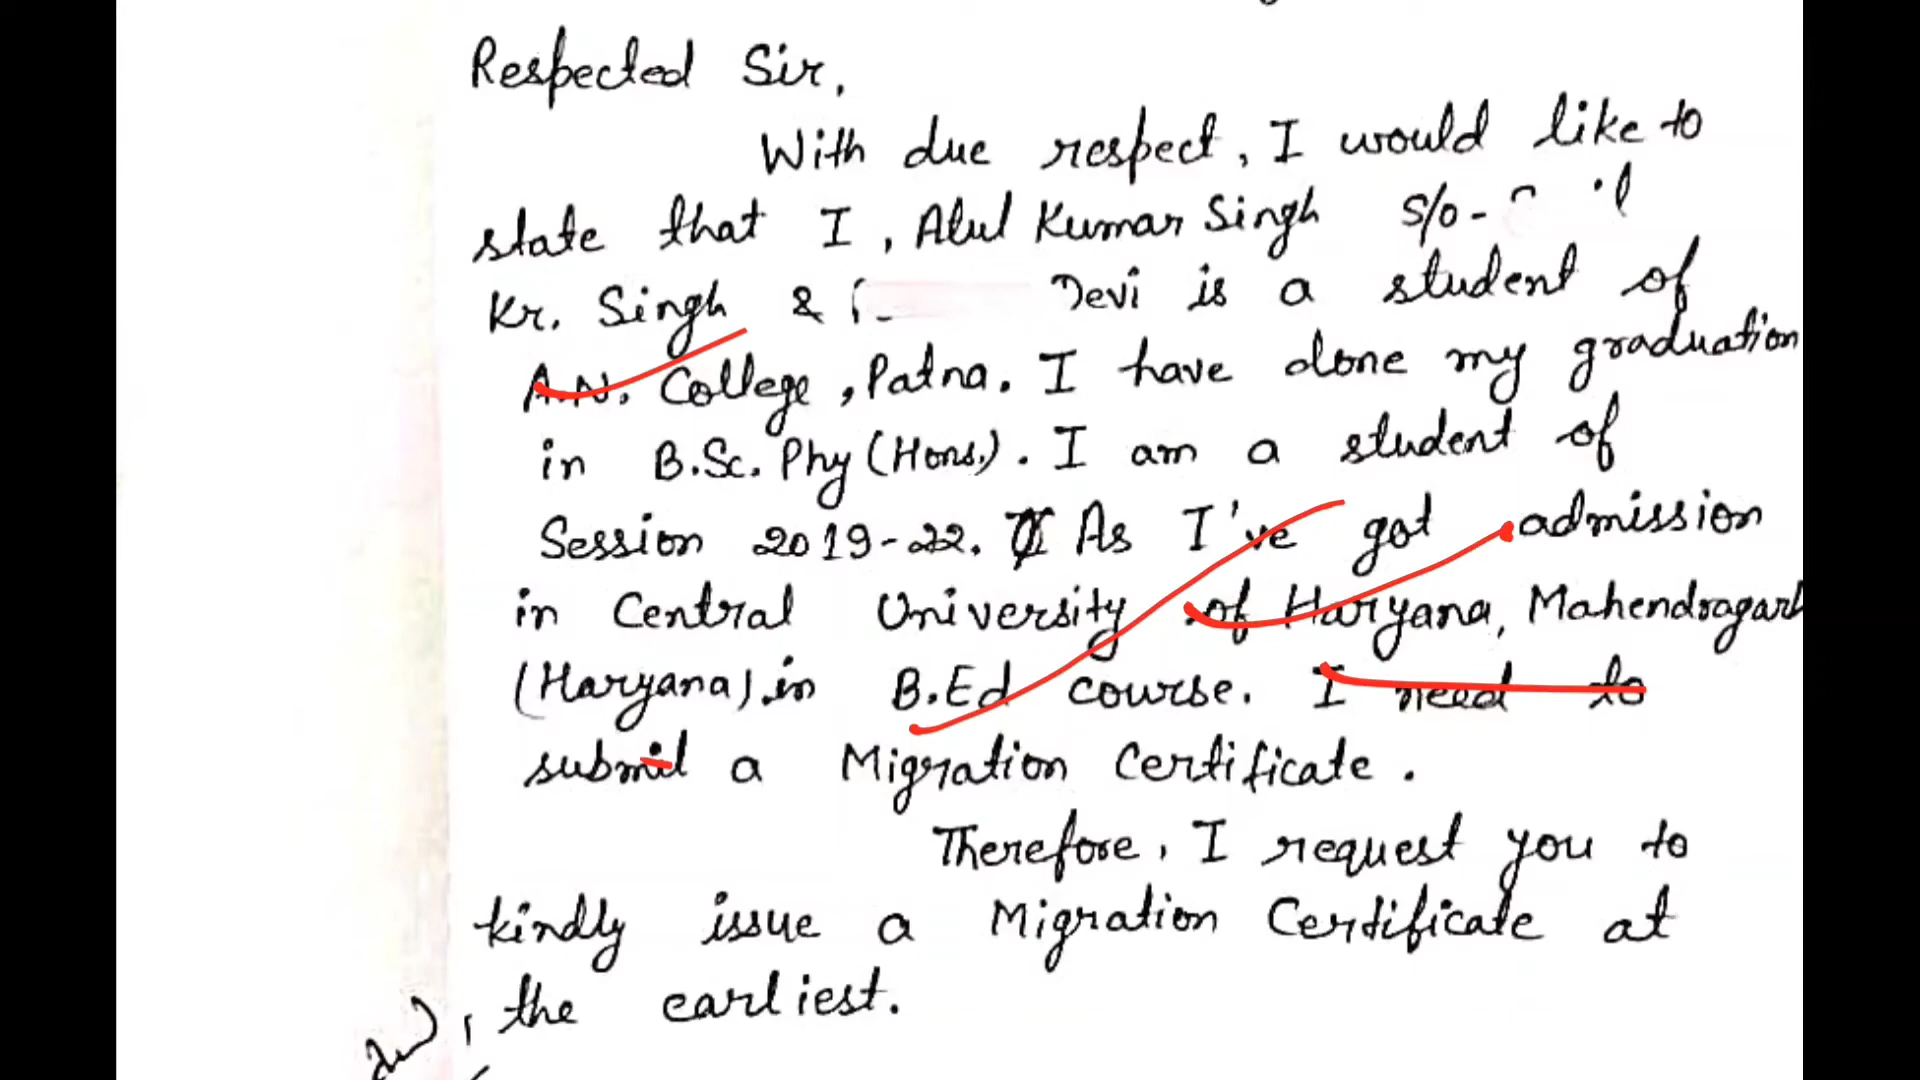 Respected Sir,
With due respect, I would like to
state that I, Atul Kumar Singh S/o-
Kr. Singh & Devi is a student of
A.N. College, Patna. I have done my graduation
in B.Sc. Phy (Hons.). I am a student of
Session 2019-22. As I've got admission
in Central University of Haryana, Mahendragarh
(Haryana) in B.Ed course. I need to
submit a Migration Certificate.
Therefore, I request you to
kindly issue a Migration Certificate at
the earliest.